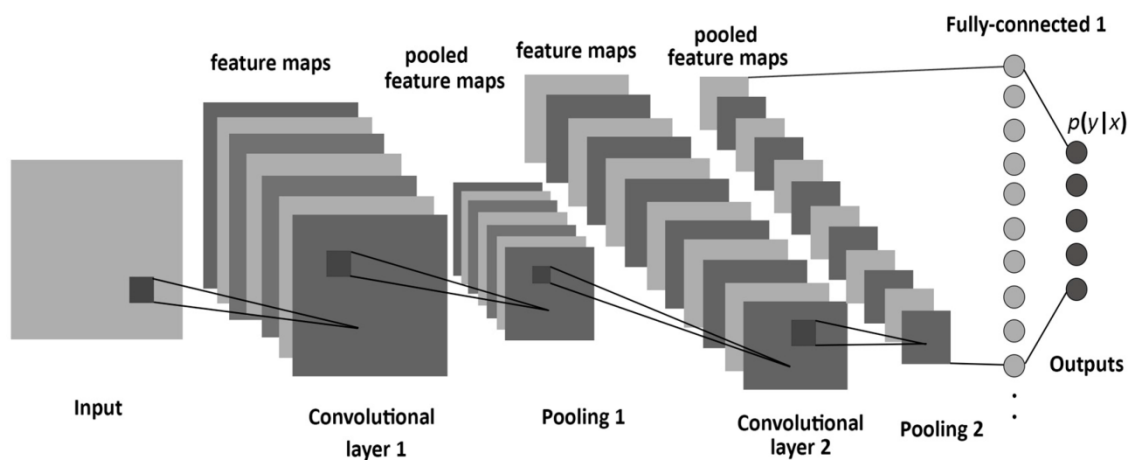 feature maps
pooled
feature maps
feature maps
pooled
feature maps
Fully-connected 1
p(y|x)
Input
Convolutional
layer 1
Pooling 1
Convolutional
layer 2
Pooling 2
Outputs